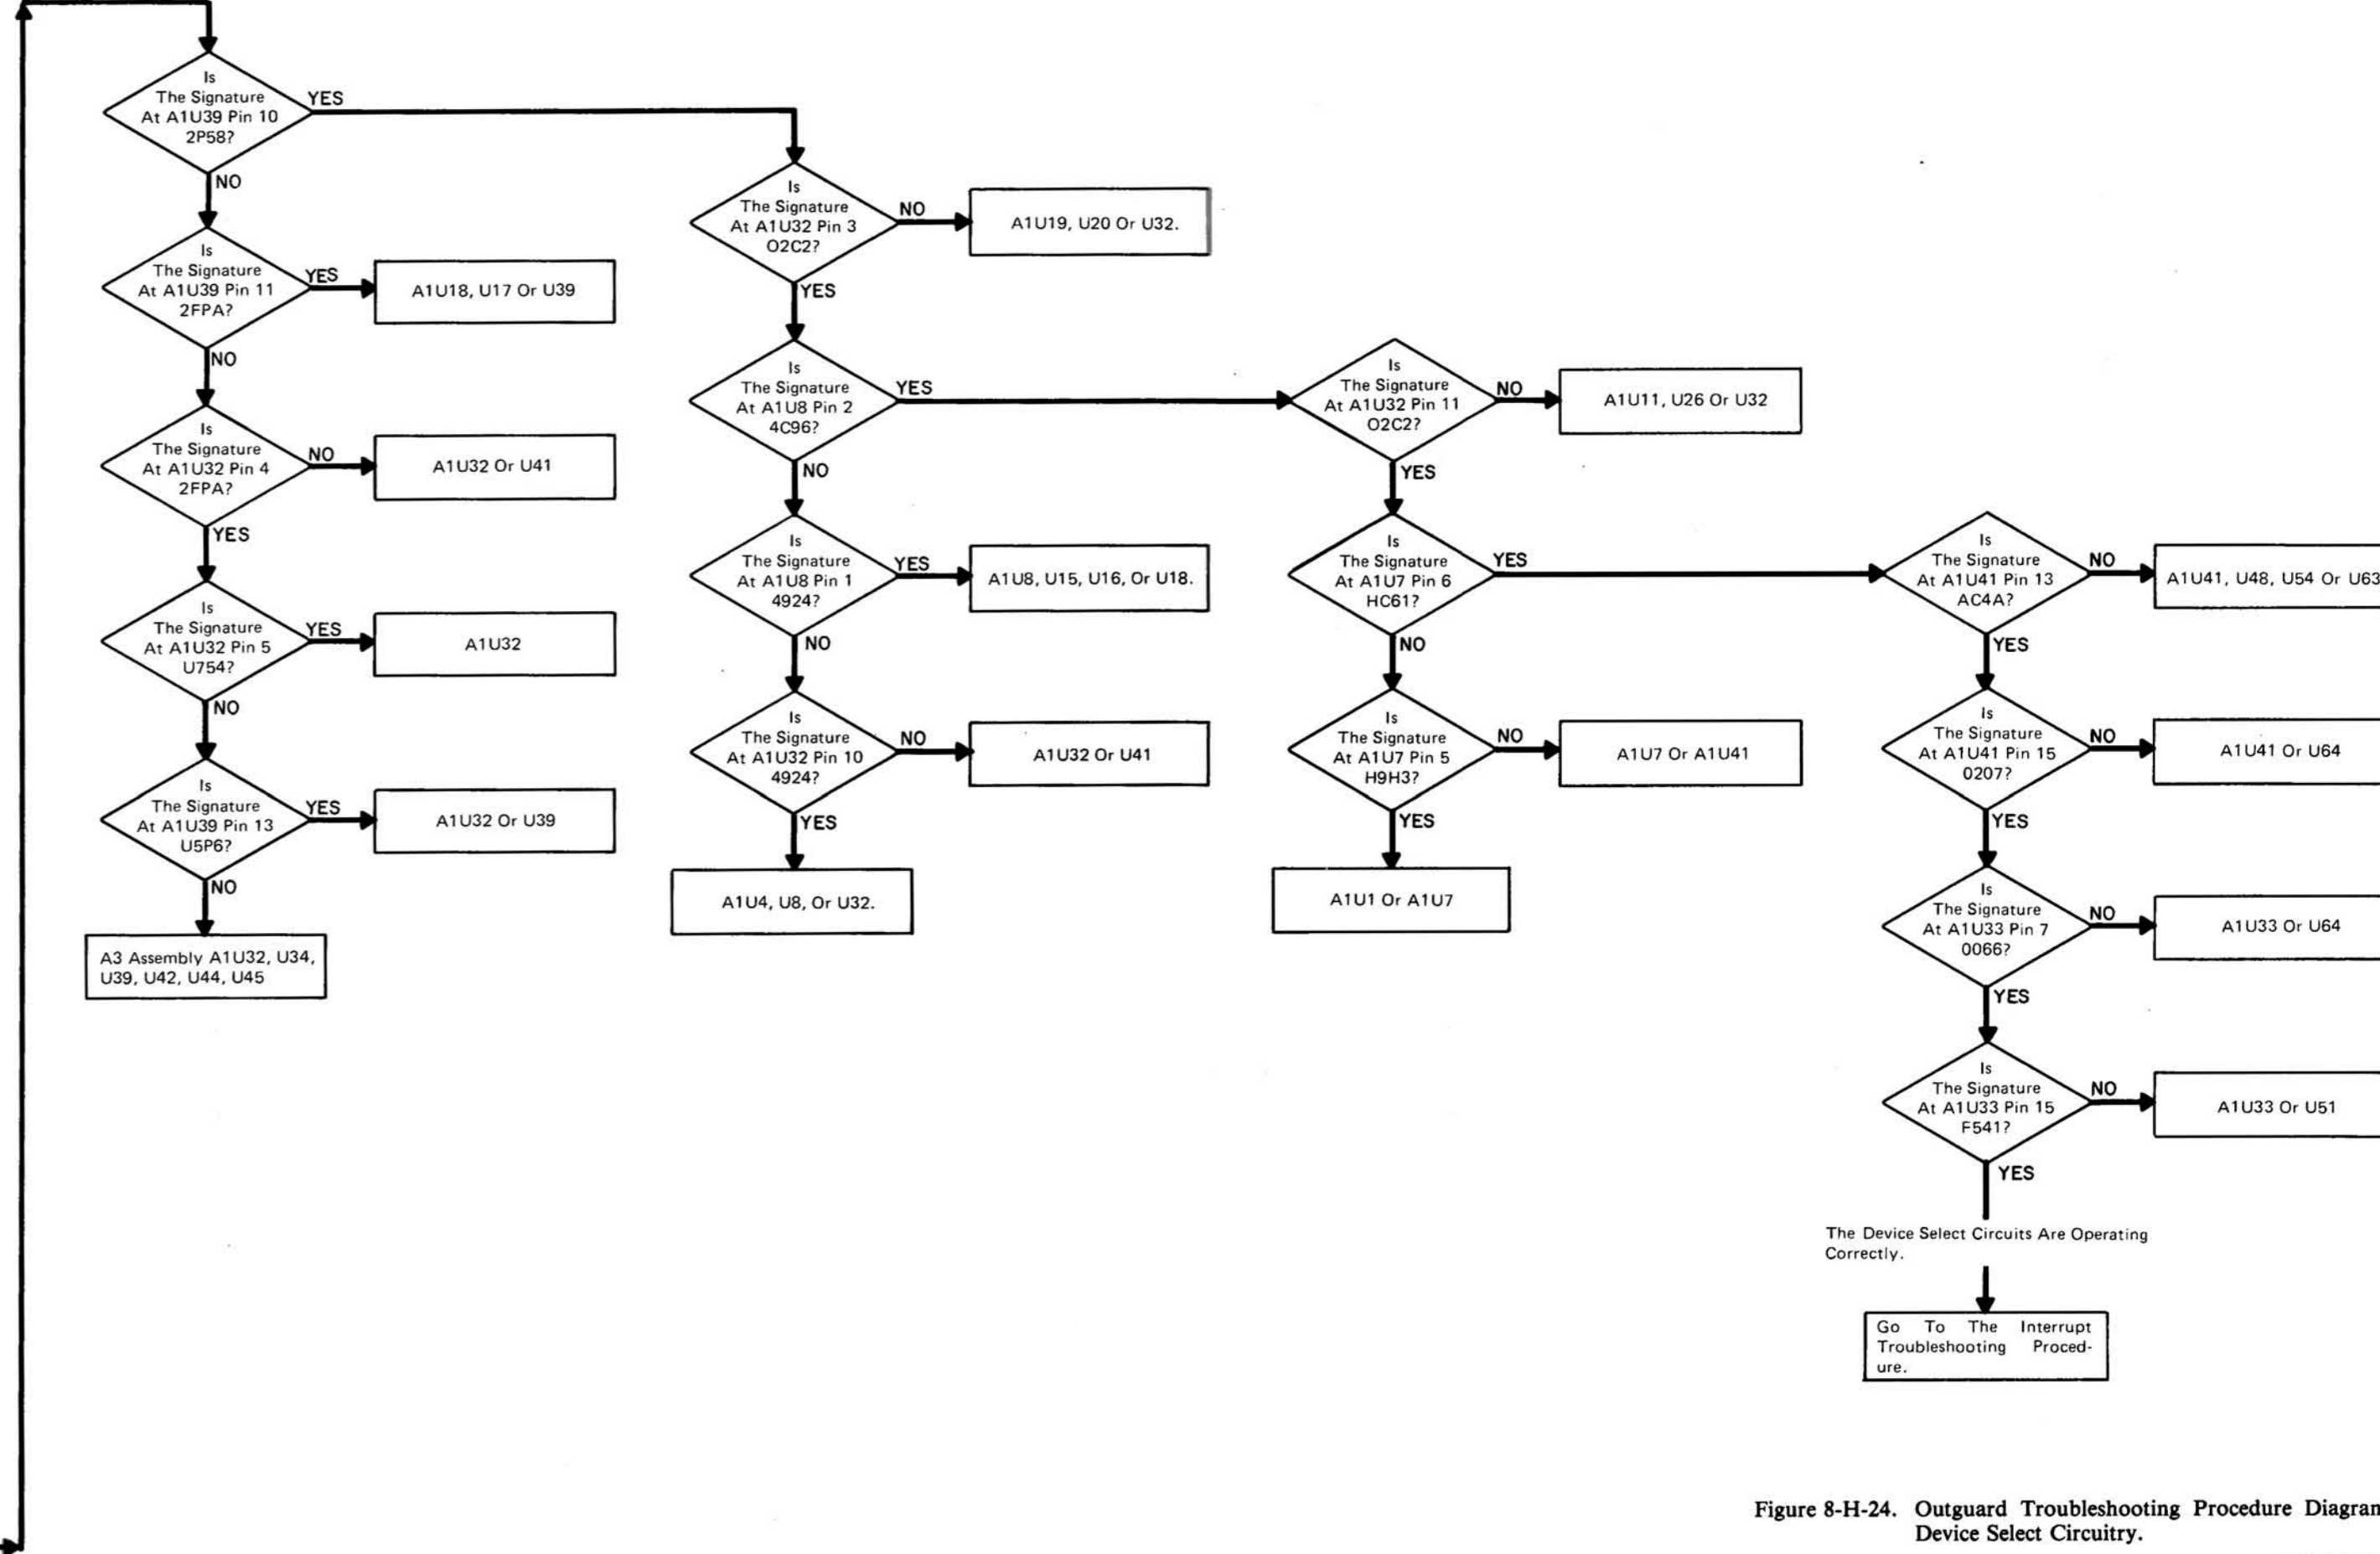 Is
The Signature
At A1U39 Pin 10
2P58?
YES
NO
Is
The Signature
At A1U39 Pin 11
2FPA?
YES
A1U18, U17 Or U39
NO
Is
The Signature
At A1U32 Pin 4
2FPA?
NO
A1U32 Or U41
YES
Is
The Signature
At A1U32 Pin 5
U754?
YES
A1U32
NO
Is
The Signature
At A1U39 Pin 13
U5P6?
YES
A1U32 Or U39
NO
A3 Assembly A1U32, U34,
U39, U42, U44, U45
Is
The Signature
At A1U32 Pin 3
O2C2?
NO
A1U19, U20 Or U32.
YES
Is
The Signature
At A1U8 Pin 2
4C96?
YES
NO
Is
The Signature
At A1U8 Pin 1
4924?
YES
A1U8, U15, U16, Or U18.
NO
Is
The Signature
At A1U32 Pin 10
4924?
NO
A1U32 Or U41
YES
A1U4, U8, Or U32.
Is
The Signature
At A1U32 Pin 11
O2C2?
NO
A1U11, U26 Or U32
YES
Is
The Signature
At A1U7 Pin 6
HC61?
YES
NO
Is
The Signature
At A1U7 Pin 5
H9H3?
NO
A1U7 Or A1U41
YES
A1U1 Or A1U7
Is
The Signature
At A1U41 Pin 13
AC4A?
NO
A1U41, U48, U54 Or U63
YES
Is
The Signature
At A1U41 Pin 15
0207?
NO
A1U41 Or U64
YES
Is
The Signature
At A1U33 Pin 7
0066?
NO
A1U33 Or U64
YES
Is
The Signature
At A1U33 Pin 15
F541?
NO
A1U33 Or U51
YES
The Device Select Circuits Are Operating
Correctly.
Go To The Interrupt
Troubleshooting Proced-
ure.
Figure 8-H-24. Outguard Troubleshooting Procedure Diagram
Device Select Circuitry.